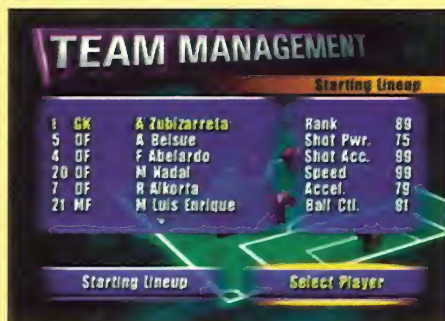 TEAM MANAGEMENT
Starting Lineup
1 GK A Zubizarreta Rank 89
5 DF A Belsue Shot Pwr. 75
4 DF F Abelardo Shot Acc. 99
20 DF M Nadal Speed 99
7 DF R Alkorta Accel. 79
21 MF M Luis Enrique Ball Ctl. 91
Starting Lineup Select Player